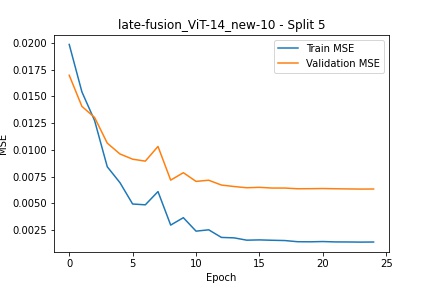 late-fusion_ViT-14_new-10 - Split 5
Train MSE
Validation MSE
0.0200
0.0175
0.0150
0.0125
0.0100
0.0075
0.0050
0.0025
MSE
0 5 10 15 20 25
Epoch